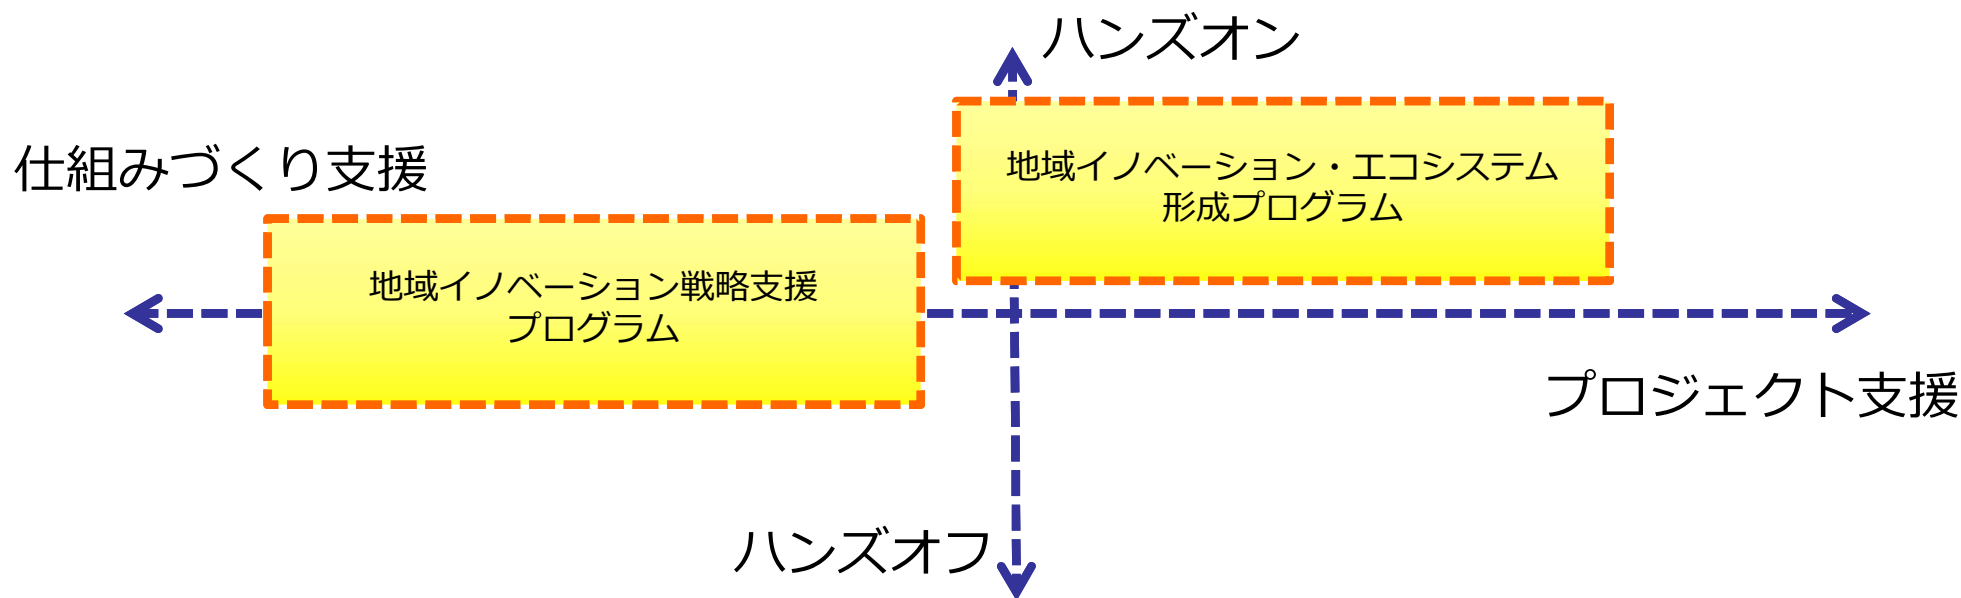 ハンズオン
仕組みづくり支援
地域イノベーション・エコシステム
形成プログラム
地域イノベーション戦略支援
プログラム
プロジェクト支援
ハンズオフ